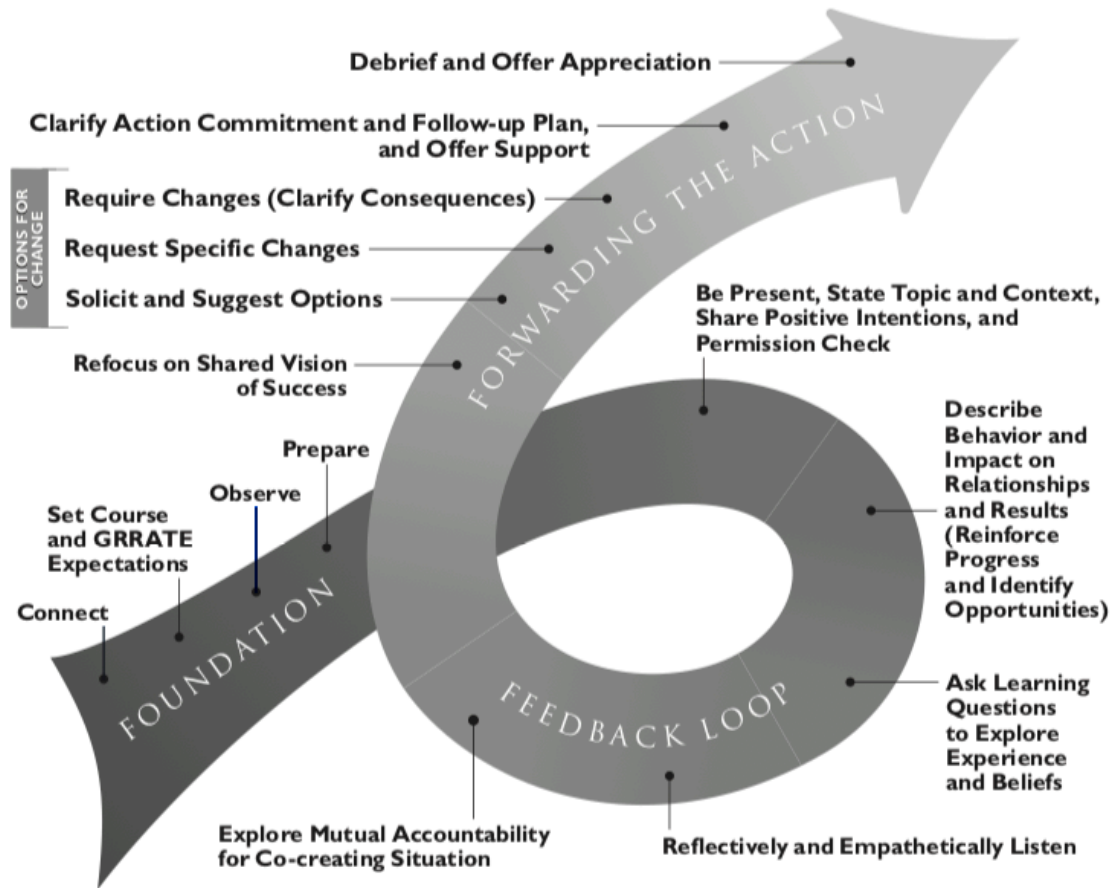 Debrief and Offer Appreciation
Clarify Action Commitment and Follow-up Plan,
and Offer Support
OPTIONS FOR
CHANGE
Require Changes (Clarify Consequences)
Request Specific Changes
Solicit and Suggest Options
Refocus on Shared Vision
of Success
FORWARDING THE ACTION
Prepare
Observe
Set Course
and GRRATE
Expectations
Connect
FOUNDATION
Be Present, State Topic and Context,
Share Positive Intentions, and
Permission Check
Describe
Behavior and
Impact on
Relationships
and Results
(Reinforce
Progress
and Identify
Opportunities)
Ask Learning
Questions
to Explore
Experience
and Beliefs
FEEDBACK LOOP
Reflectively and Empathetically Listen
Explore Mutual Accountability
for Co-creating Situation